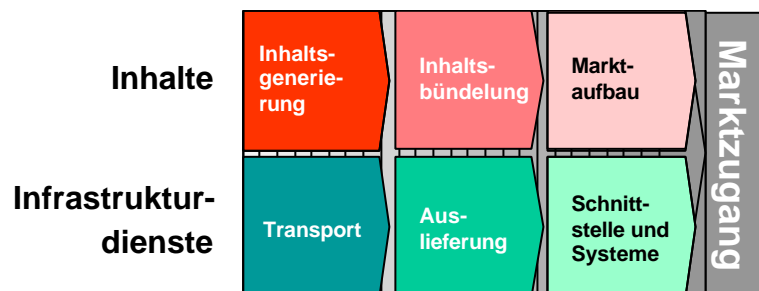 Inhalte
Inhalts-
generie-
rung
Inhalts-
bündelung
Markt-
aufbau
Infrastruktur-
dienste
Transport
Aus-
lieferung
Schnitt-
stelle und
Systeme
Marktzugang